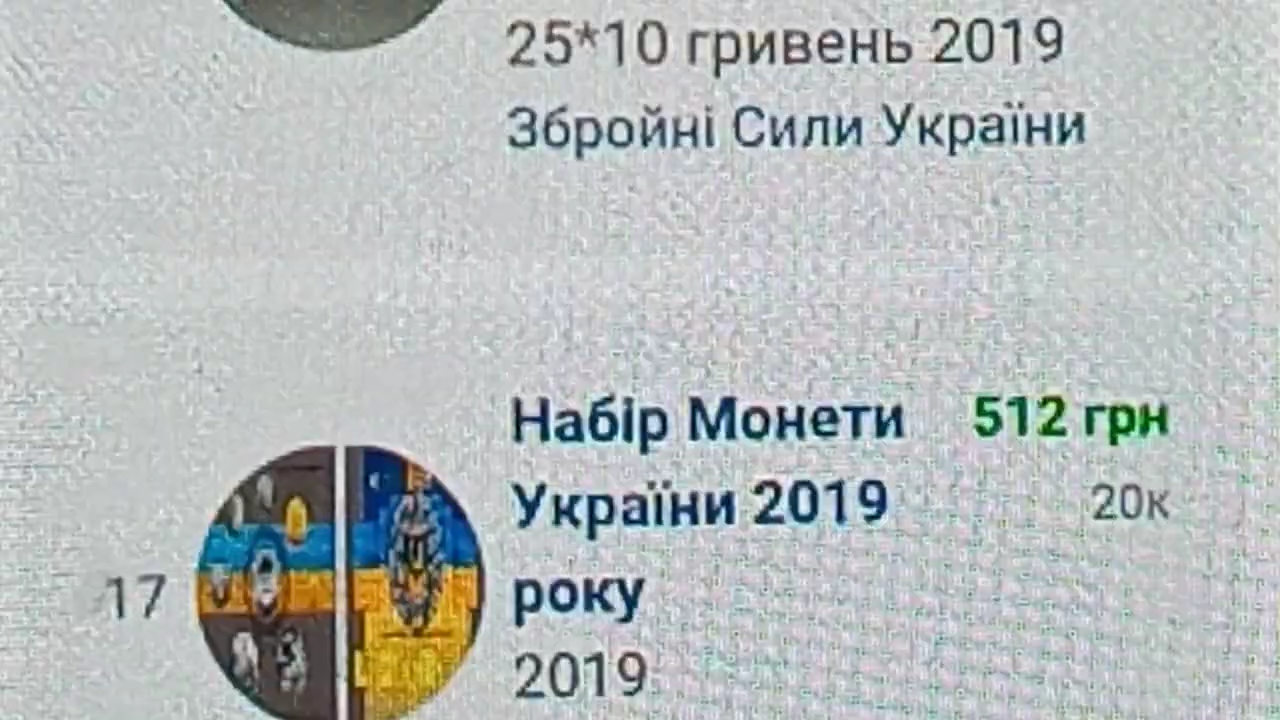 25*10 гривень 2019
Збройні Сили України
Набір Монети 512 грн
України 2019 20к
17 року
2019